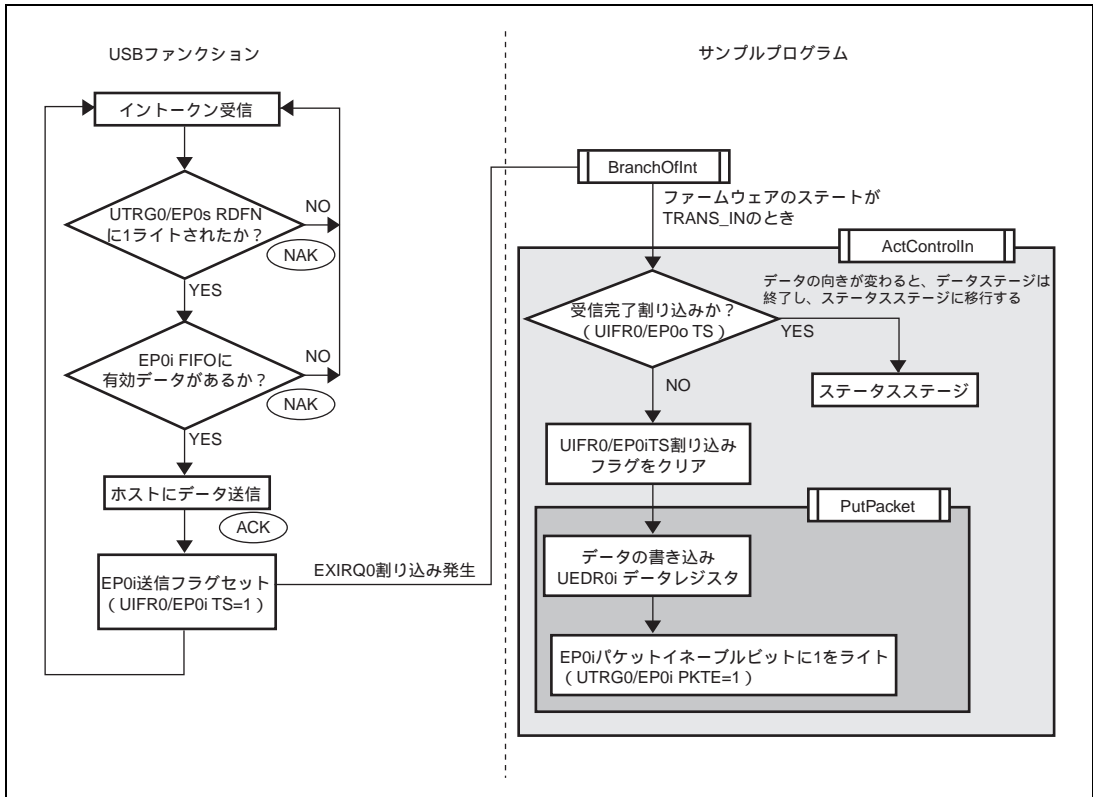 USBファンクション
イントークン受信
UTRG0/EP0s RDFN
に1ライトされたか？
NO
NAK
YES
EP0i FIFOに
有効データがあるか？
NO
NAK
YES
ホストにデータ送信
ACK
EP0i送信フラグセット
（UIFR0/EP0i TS=1）
EXIRQ0割り込み発生
サンプルプログラム
BranchOfInt
ファームウェアのステートが
TRANS_INのとき
ActControlIn
データの向きが変わると、データステージは
終了し、ステータスステージに移行する
受信完了割り込みか？
（UIFR0/EP0o TS）
YES
ステータスステージ
NO
UIFR0/EP0iTS割り込み
フラグをクリア
PutPacket
データの書き込み
UEDR0i データレジスタ
EP0iパケットイネーブルビットに1をライト
（UTRG0/EP0i PKTE=1）